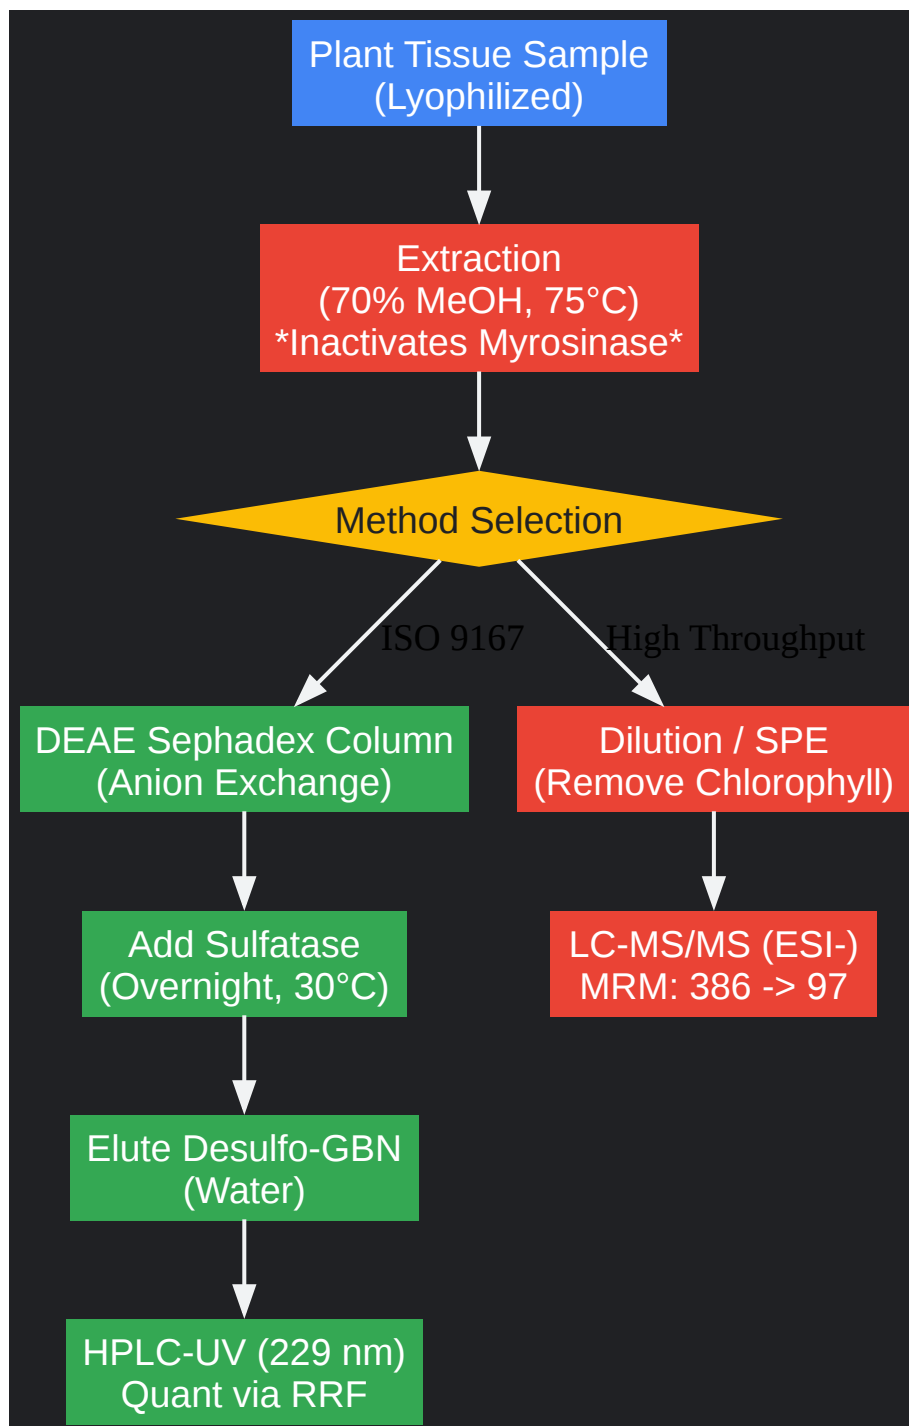 Plant Tissue Sample
(Lyophilized)
Extraction
(70% MeOH, 75°C)
*Inactivates Myrosinase*
Method Selection
ISO 9167
High Throughput
DEAE Sephadex Column
(Anion Exchange)
Dilution / SPE
(Remove Chlorophyll)
Add Sulfatase
(Overnight, 30°C)
LC-MS/MS (ESI-)
MRM: 386 -> 97
Elute Desulfo-GBN
(Water)
HPLC-UV (229 nm)
Quant via RRF